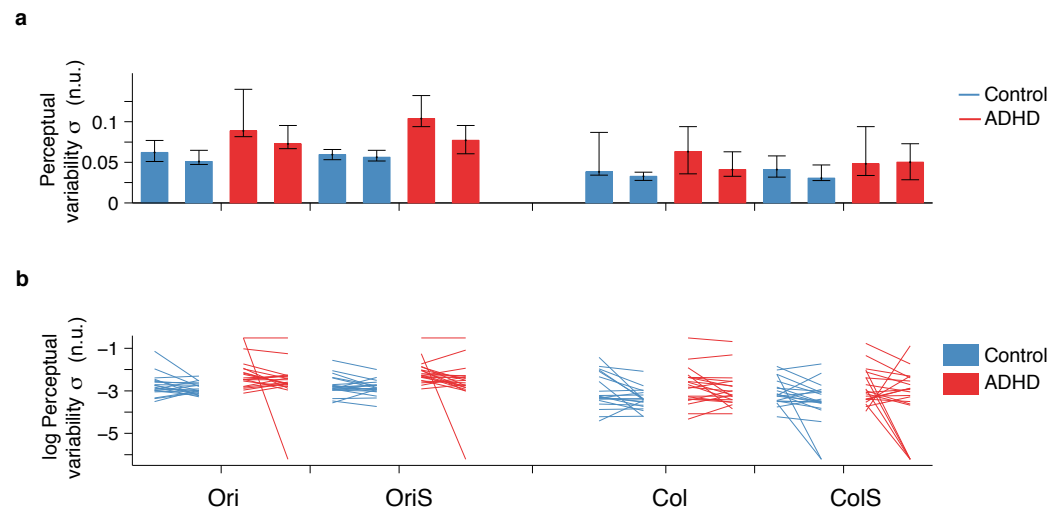 a
Perceptual
variability σ (n.u.)
0.1
0.05
0
Control
ADHD
b
log Perceptual
variability σ (n.u.)
−1
−3
−5
Control
ADHD
Ori
OriS
Col
ColS